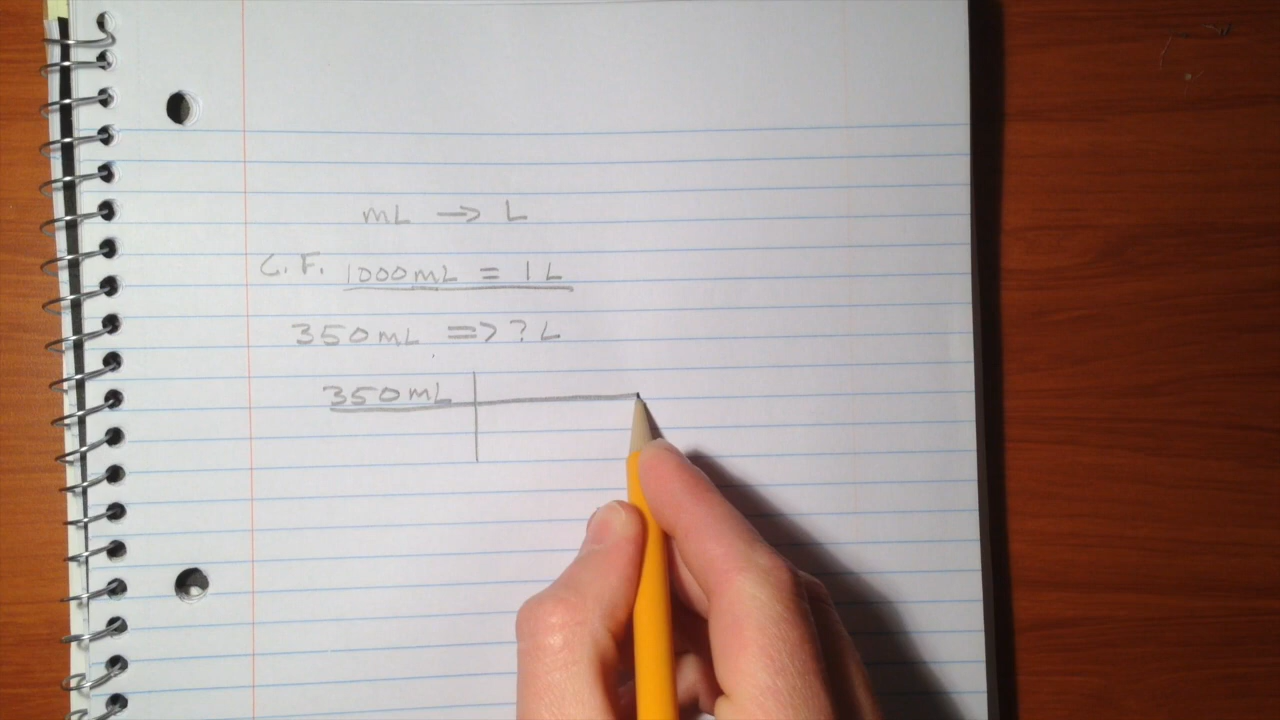 mL → L
C.F. 1000mL = 1L
350mL => ? L
350mL